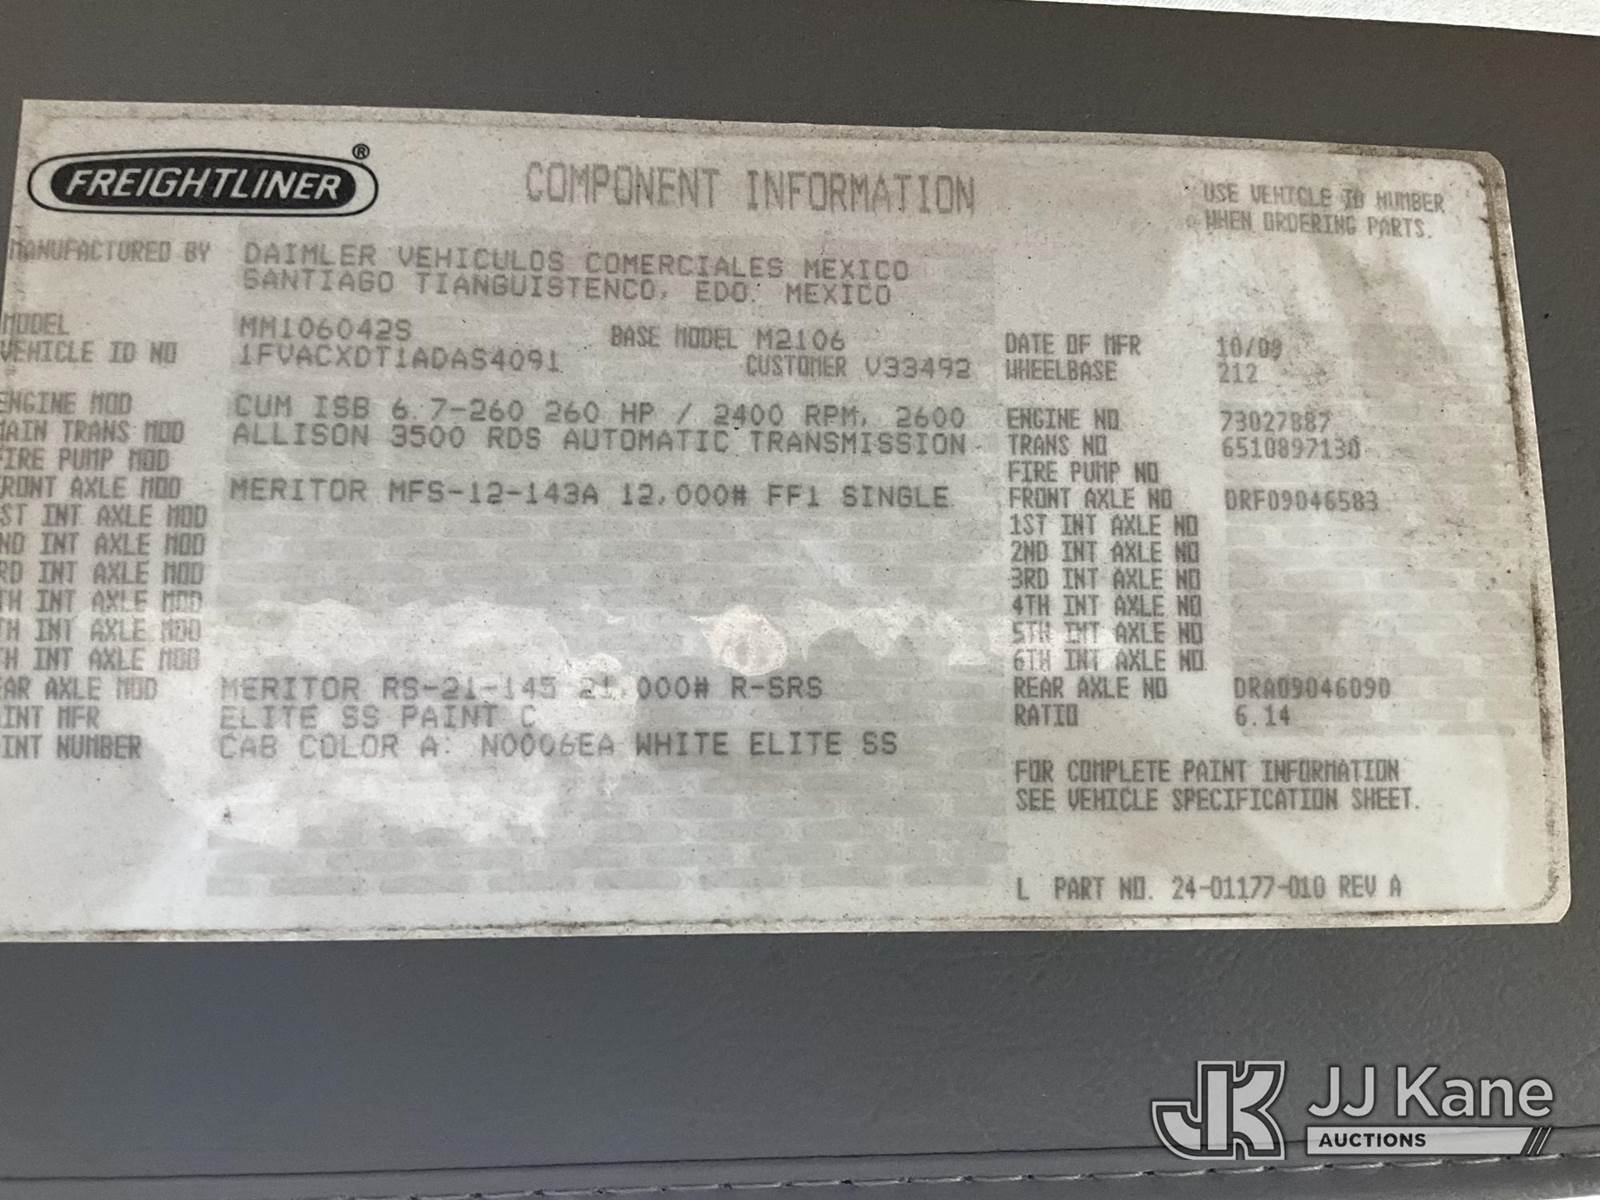 FREIGHTLINER ®
COMPONENT INFORMATION
USE VEHICLE ID NUMBER
WHEN ORDERING PARTS.
MANUFACTURED BY DAIMLER VEHICULOS COMERCIALES MEXICO
SANTIAGO TIANGUISTENCO, EDO. MEXICO
MODEL MM106042S BASE MODEL M2106 DATE OF MFR 10/09
VEHICLE ID NO 1FVACXDT1ADAS4091 CUSTOMER V33492 WHEELBASE 212
ENGINE MOD CUM ISB 6.7-260 260 HP / 2400 RPM, 2600 ENGINE NO 73027887
MAIN TRANS MOD ALLISON 3500 RDS AUTOMATIC TRANSMISSION TRANS NO 6510897130
FIRE PUMP MOD FIRE PUMP NO
FRONT AXLE MOD MERITOR MFS-12-143A 12,000# FF1 SINGLE FRONT AXLE NO DRF09046583
ST INT AXLE MOD 1ST INT AXLE NO
ND INT AXLE MOD 2ND INT AXLE NO
RD INT AXLE MOD 3RD INT AXLE NO
TH INT AXLE MOD 4TH INT AXLE NO
TH INT AXLE MOD 5TH INT AXLE NO
TH INT AXLE MOD 6TH INT AXLE NO
EAR AXLE MOD MERITOR RS-21-145 21,000# R-SRS REAR AXLE NO DRA09046090
INT MFR ELITE SS PAINT C RATIO 6.14
INT NUMBER CAB COLOR A: N0006EA WHITE ELITE SS
FOR COMPLETE PAINT INFORMATION
SEE VEHICLE SPECIFICATION SHEET.
L PART NO. 24-01177-010 REV A
JK JJ Kane
AUCTIONS